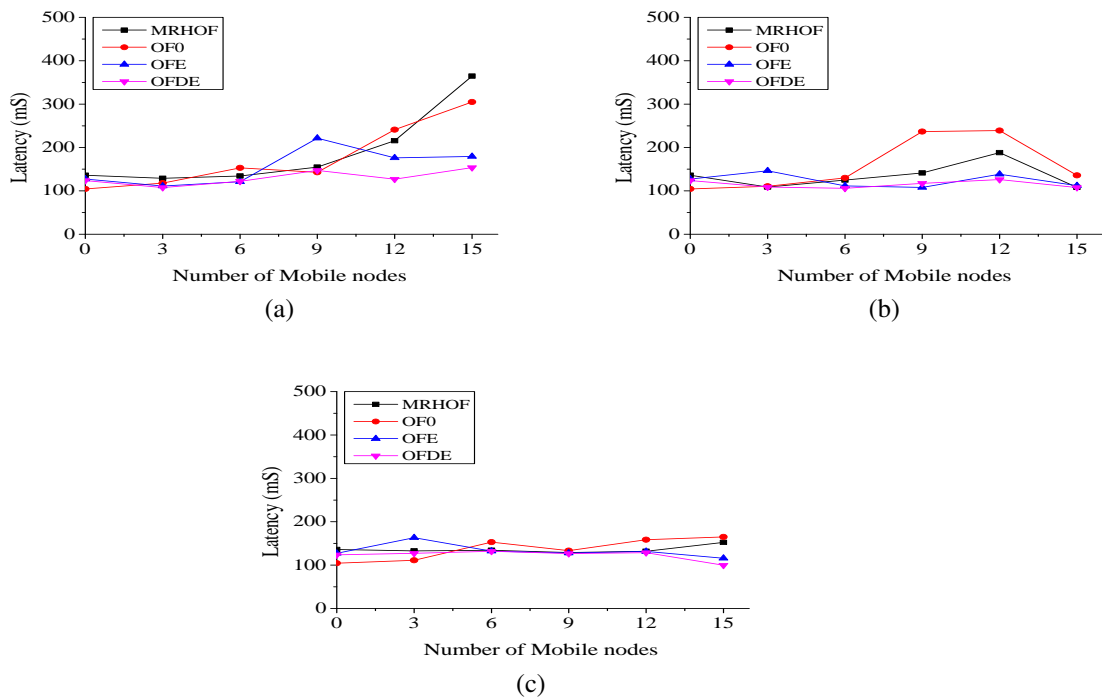 500
400
300
200
100
0
Latency (mS)
MRHOF
OF0
OFE
OFDE
0 3 6 9 12 15
Number of Mobile nodes
(a)
500
400
300
200
100
0
Latency (mS)
MRHOF
OF0
OFE
OFDE
0 3 6 9 12 15
Number of Mobile nodes
(b)
500
400
300
200
100
0
Latency (mS)
MRHOF
OF0
OFE
OFDE
0 3 6 9 12 15
Number of Mobile nodes
(c)